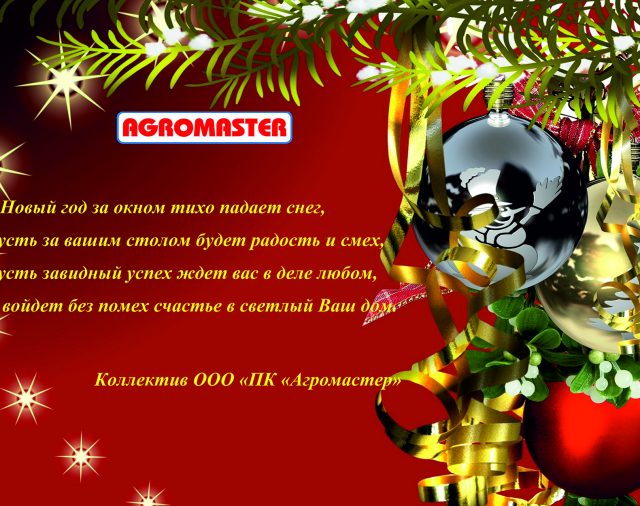 AGROMASTER
Новый год за окном тихо падает снег,
усть за вашим столом будет радость и смех,
усть завидный успех ждет вас в деле любом,
войдет без помех счастье в светлый Ваш дом.
Коллектив ООО «ПК «Агромастер»